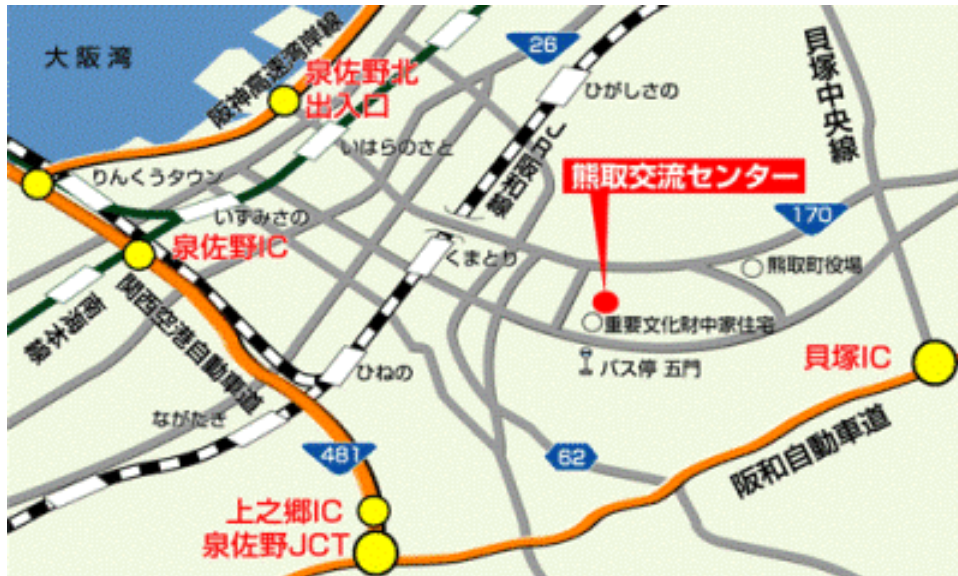 大阪湾
阪神高速湾岸線
泉佐野北
出入口
26
ひがしさの
貝塚中央線
いはらのさと
JR阪和線
熊取交流センター
りんくうタウン
いずみさの
170
泉佐野IC
くまとり
熊取町役場
南海本線
関西空港自動車道
重要文化財中家住宅
バス停 五門
貝塚IC
ひねの
ながたき
481
62
阪和自動車道
上之郷IC
泉佐野JCT